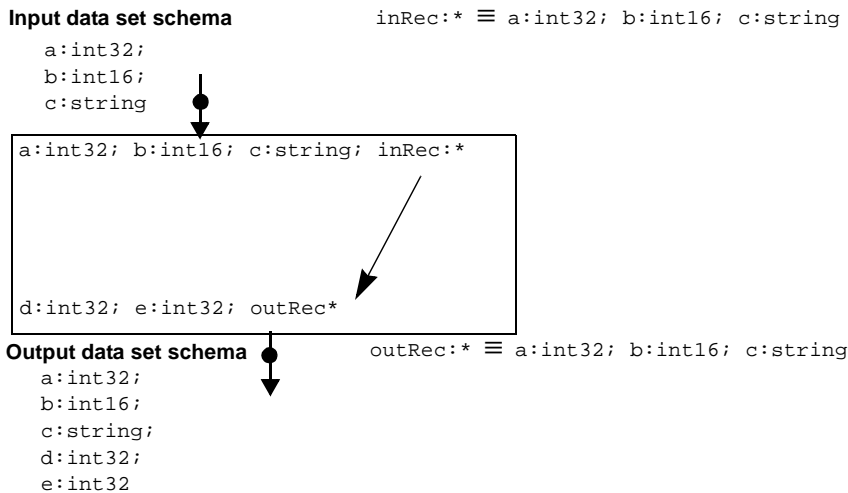 Input data set schema
inRec:* ≡ a:int32; b:int16; c:string
a:int32;
b:int16;
c:string
a:int32; b:int16; c:string; inRec:*
d:int32; e:int32; outRec*
Output data set schema
outRec:* ≡ a:int32; b:int16; c:string
a:int32;
b:int16;
c:string;
d:int32;
e:int32